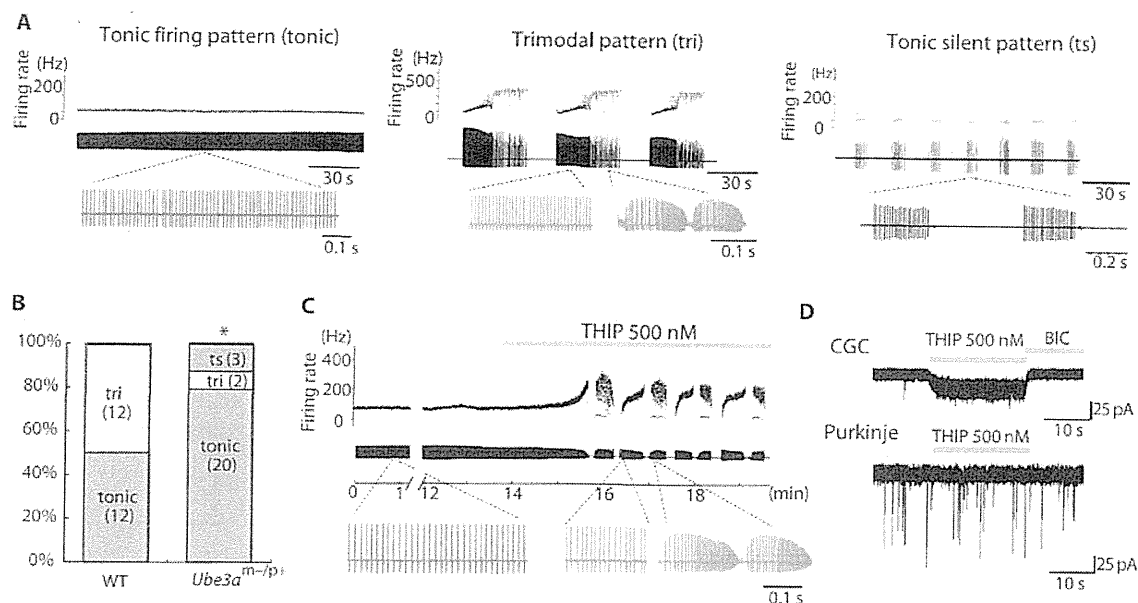 A
Tonic firing pattern (tonic)
Trimodal pattern (tri)
Tonic silent pattern (ts)
Firing rate
(Hz)
200
0
30 s
0.1 s
Firing rate
(Hz)
500
0
30 s
0.1 s
Firing rate
(Hz)
200
0
30 s
0.2 s
B
100%
80%
60%
40%
20%
0%
tri
(12)
tonic
(12)
WT
*
ts (3)
tri (2)
tonic
(20)
Ube3a m−/p+
C
THIP 500 nM
Firing rate
(Hz)
400
200
0
0 1 12 14 16 18 (min)
0.1 s
D
CGC
THIP 500 nM
BIC
25 pA
10 s
Purkinje
THIP 500 nM
25 pA
10 s